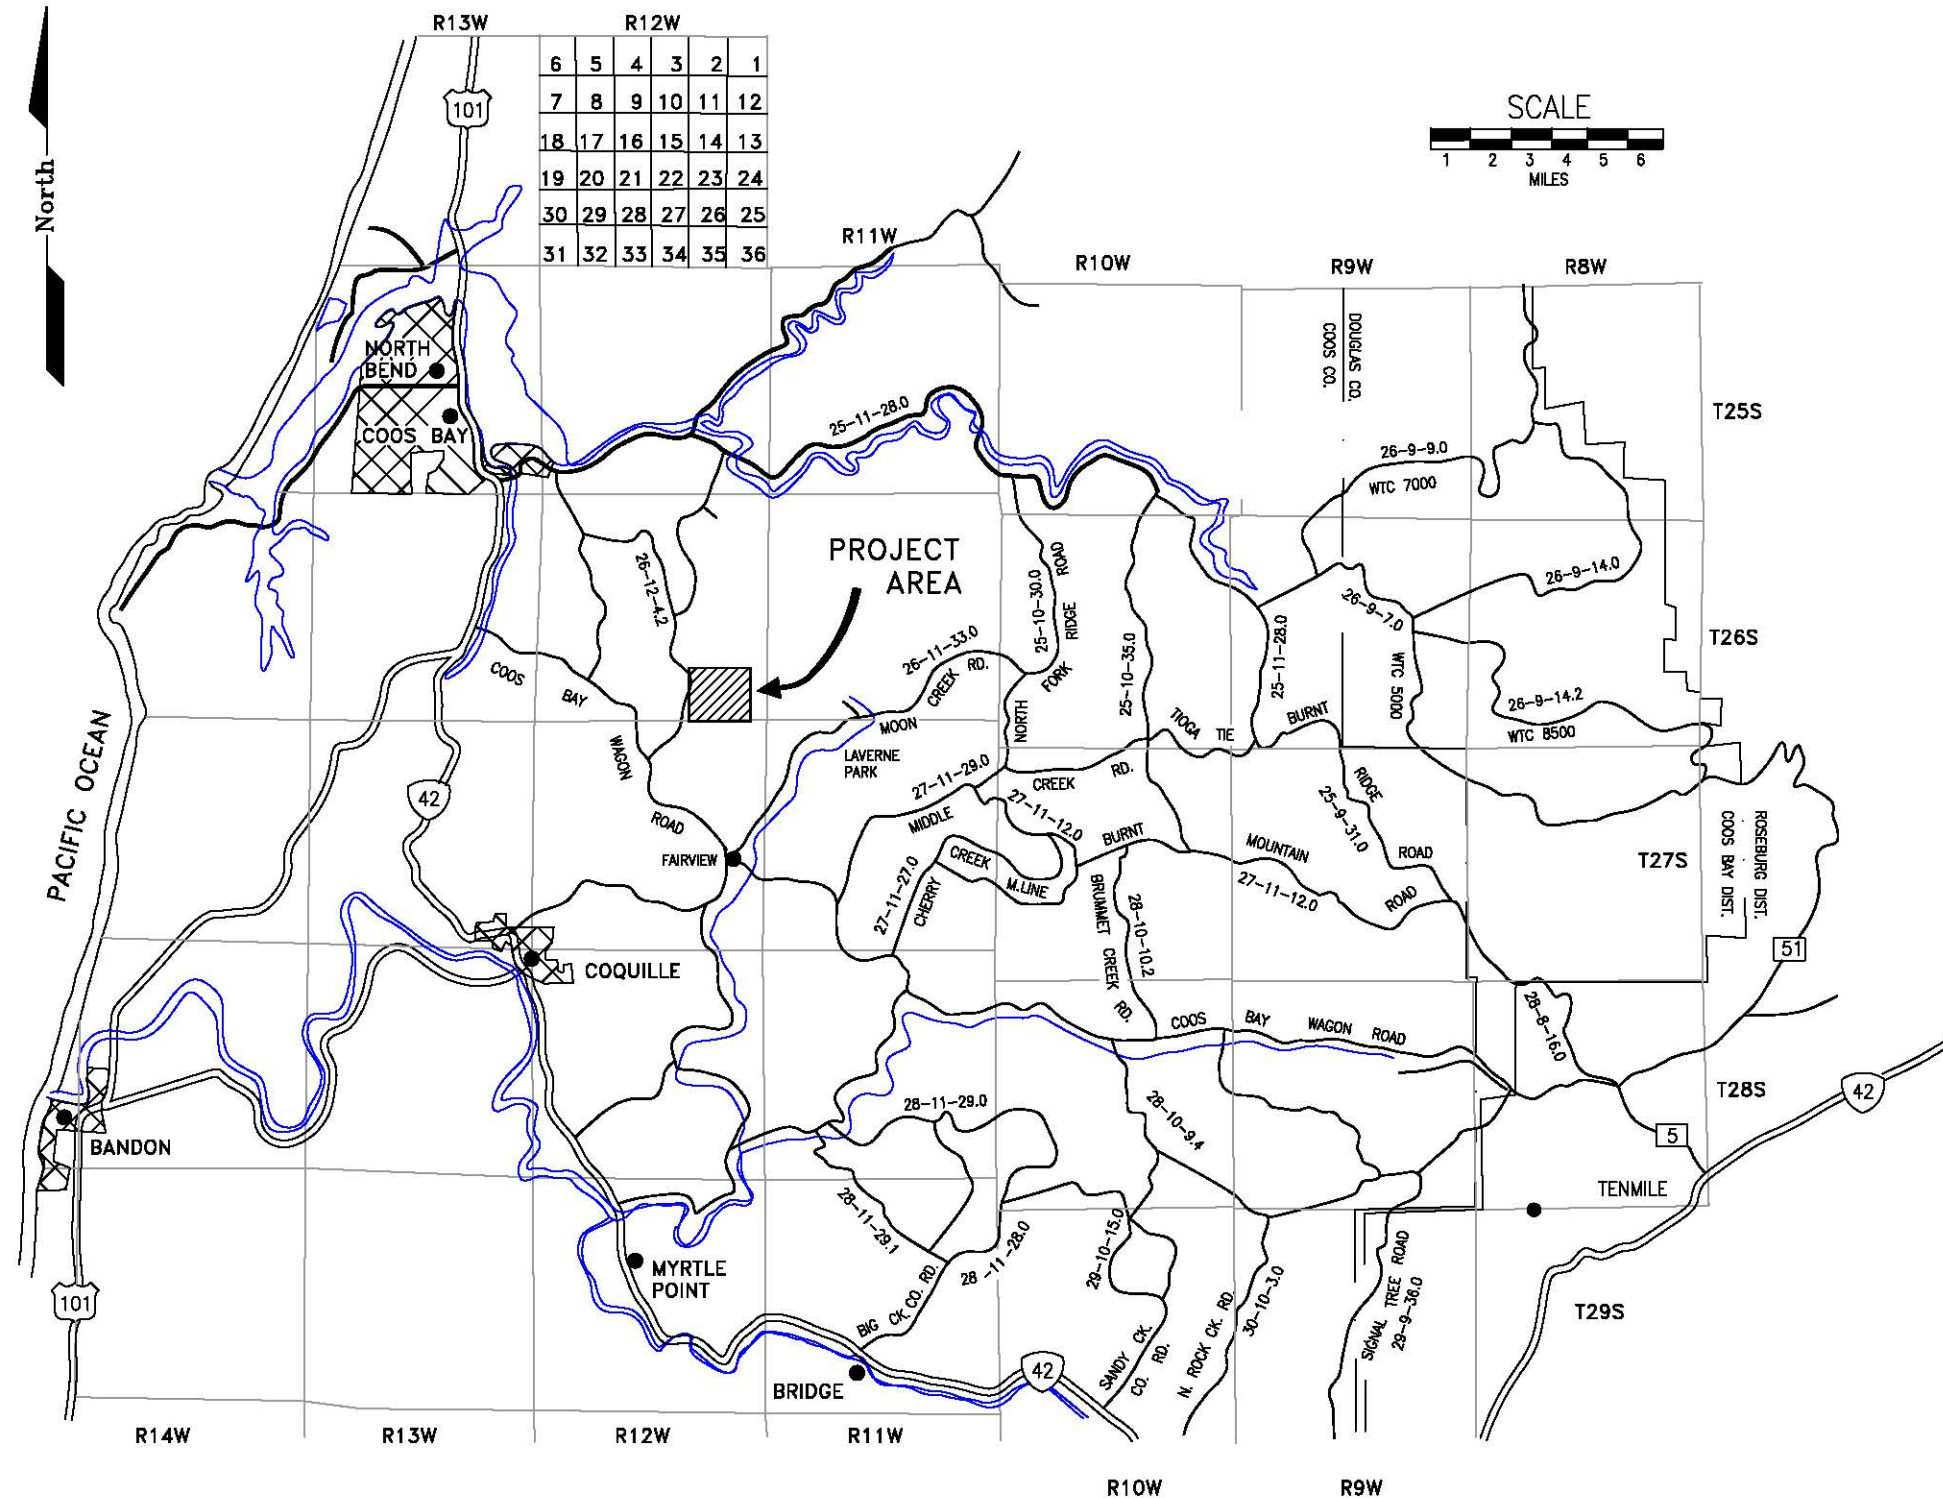 R13W
R12W
6 5 4 3 2 1
7 8 9 10 11 12
18 17 16 15 14 13
19 20 21 22 23 24
30 29 28 27 26 25
31 32 33 34 35 36
101
North
SCALE
1 2 3 4 5 6
MILES
R11W
R10W
R9W
R8W
DOUGLAS CO.
COOS CO.
NORTH
BEND
COOS BAY
25-11-28.0
T25S
26-9-9.0
WTC 7000
PROJECT
AREA
26-12-4.2
25-10-30.0
NORTH FORK RIDGE ROAD
26-9-14.0
26-9-7.0
25-10-35.0
25-11-28.0
T26S
26-11-33.0
MOON CREEK RD.
COOS BAY WAGON ROAD
WTC 5000
26-9-14.2
WTC 8500
TIOGA TIE
BURNT RIDGE ROAD
25-9-31.0
LAVERNE
PARK
PACIFIC OCEAN
42
27-11-29.0
MIDDLE CREEK RD.
27-11-12.0
BURNT MOUNTAIN ROAD
27-11-12.0
FAIRVIEW
CHERRY CREEK M.LINE
27-11-27.0
BRUMMET CREEK RD.
28-10-10.2
T27S
ROSEBURG DIST.
COOS BAY DIST.
51
COQUILLE
COOS BAY WAGON ROAD
28-8-16.0
T28S
42
5
BANDON
28-11-29.0
28-10-9.4
28-11-29.1
TENMILE
29-10-15.0
28-11-28.0
MYRTLE
POINT
BIG CK. CO. RD.
SANDY CK. CO. RD.
N. ROCK CK. RD.
30-10-3.0
SIGNAL TREE ROAD
29-9-36.0
T29S
101
BRIDGE
42
R14W
R13W
R12W
R11W
R10W
R9W